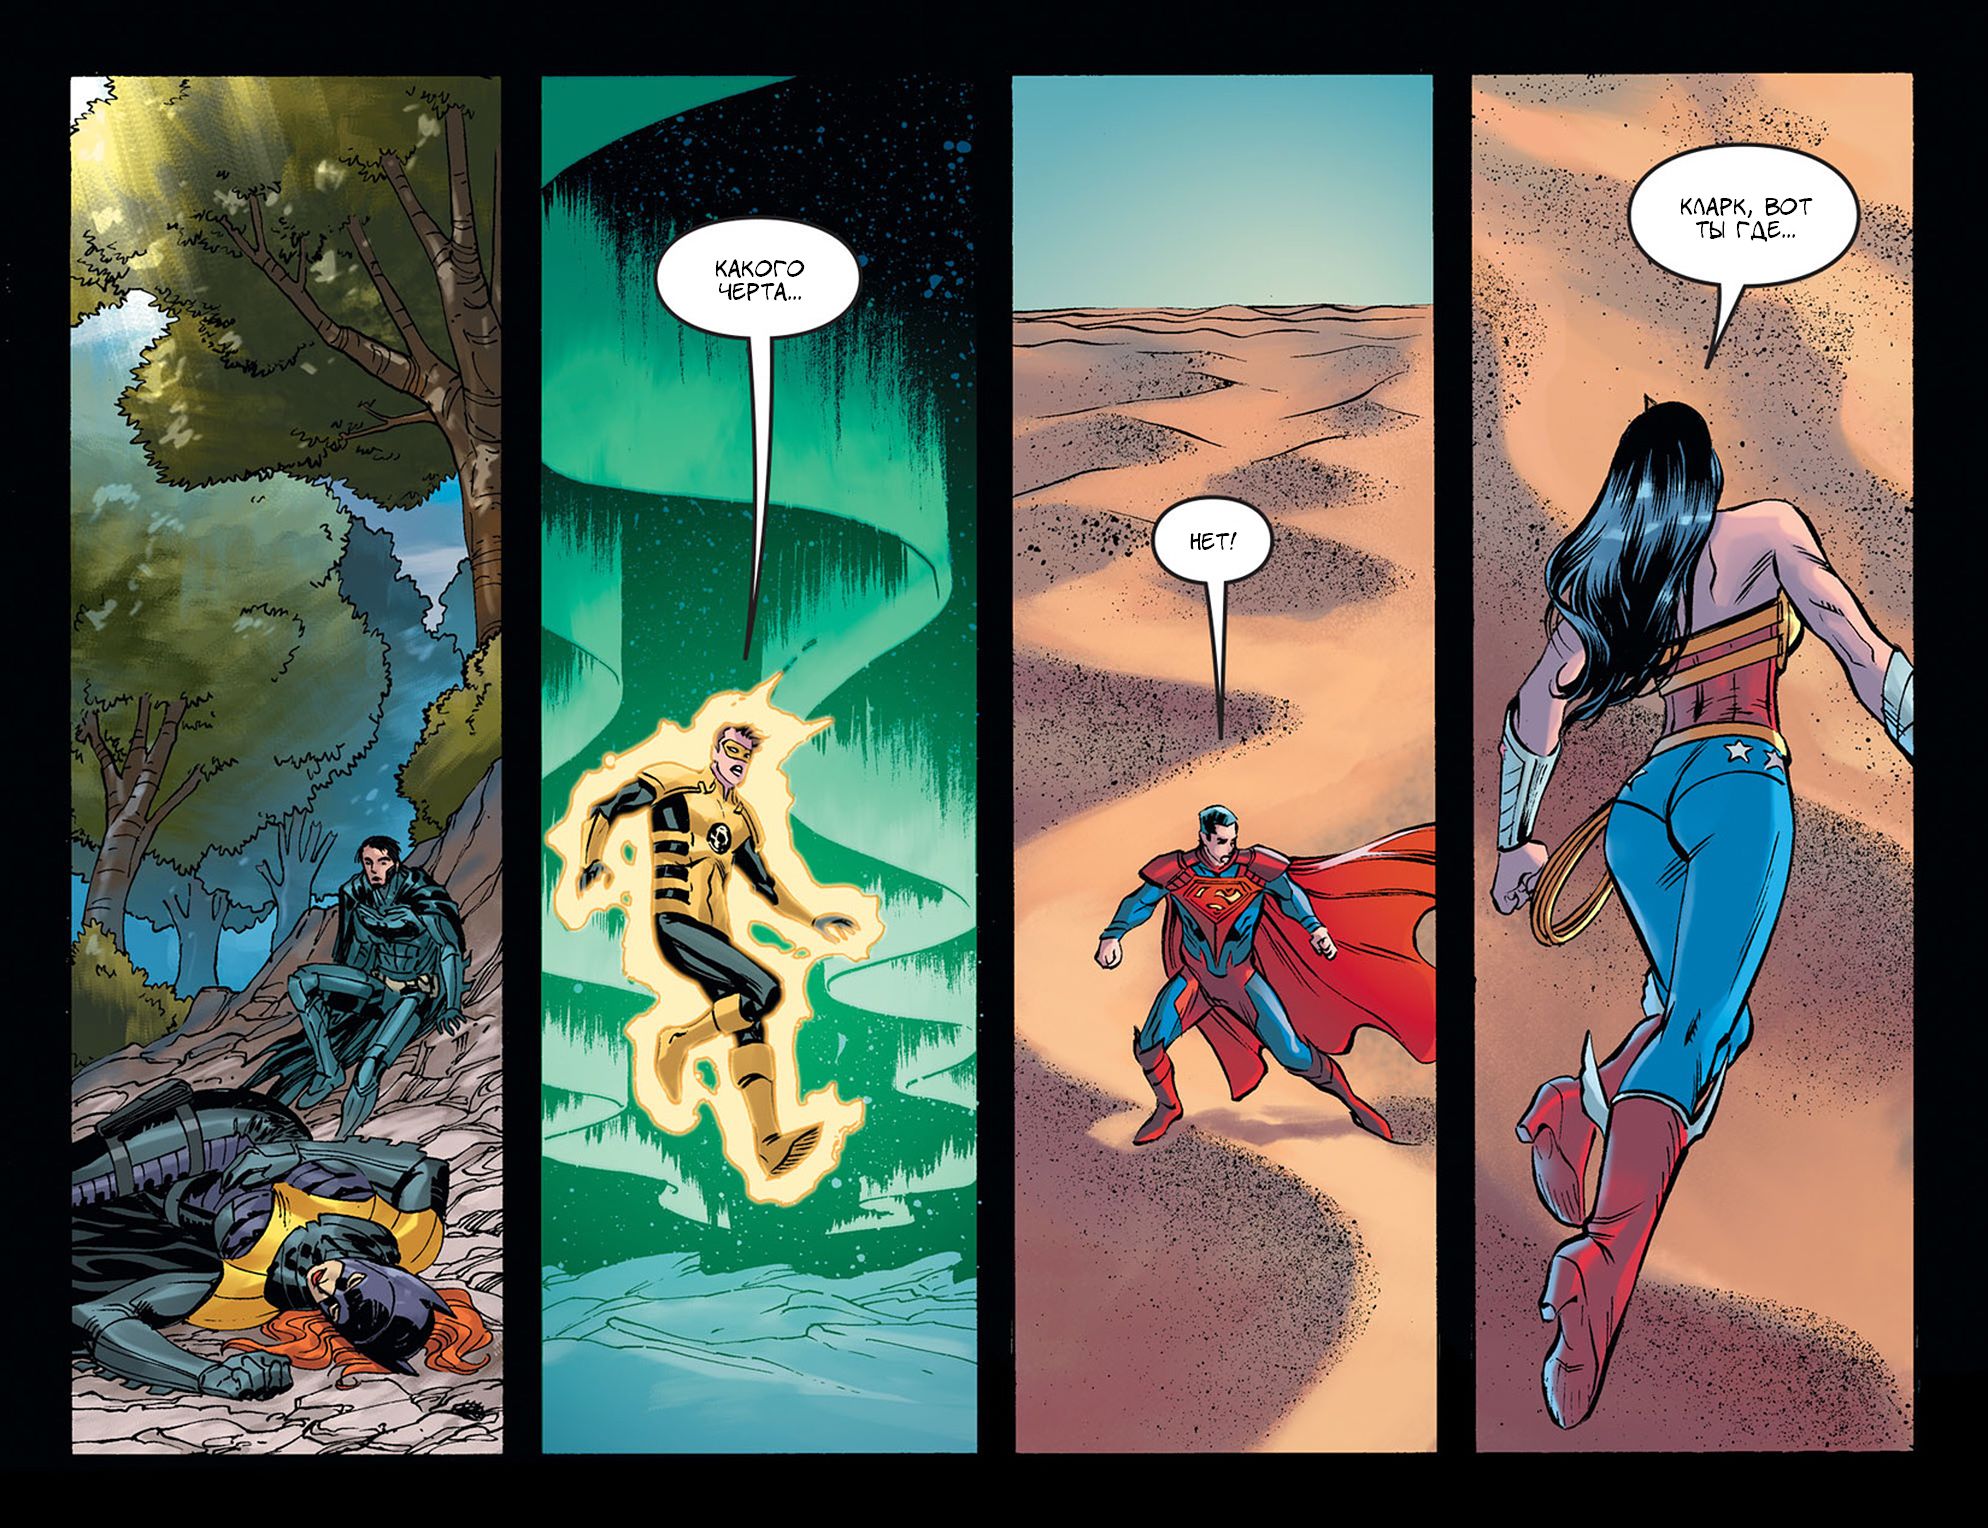 КАКОГО
ЧЕРТА...
НЕТ!
КЛАРК, ВОТ
ТЫ ГДЕ...